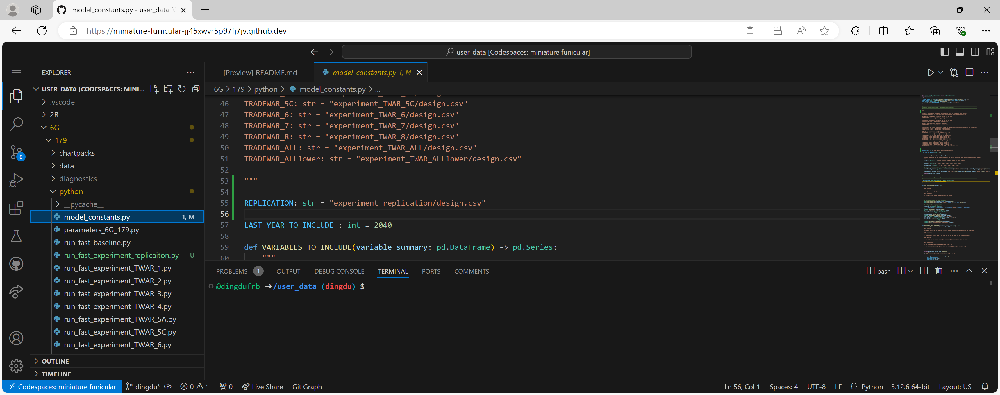 model_constants.py - user_data [C
https://miniature-funicular-jj45xwvr5p97fj7jv.github.dev
user_data [Codespaces: miniature funicular]
EXPLORER
USER_DATA [CODESPACES: MINI...
.vscode
2R
6G
179
chartpacks
data
diagnostics
python
__pycache__
model_constants.py 1, M
parameters_6G_179.py
run_fast_baseline.py
run_fast_experiment_replicaiton.py U
run_fast_experiment_TWAR_1.py
run_fast_experiment_TWAR_2.py
run_fast_experiment_TWAR_3.py
run_fast_experiment_TWAR_4.py
run_fast_experiment_TWAR_5A.py
run_fast_experiment_TWAR_5C.py
run_fast_experiment_TWAR_6.py
OUTLINE
TIMELINE
6
[Preview] README.md model_constants.py 1, M
6G > 179 > python > model_constants.py > ...
46 TRADEWAR_5C: str = "experiment_TWAR_5C/design.csv"
47 TRADEWAR_6: str = "experiment_TWAR_6/design.csv"
48 TRADEWAR_7: str = "experiment_TWAR_7/design.csv"
49 TRADEWAR_8: str = "experiment_TWAR_8/design.csv"
50 TRADEWAR_ALL: str = "experiment_TWAR_ALL/design.csv"
51 TRADEWAR_ALLlower: str = "experiment_TWAR_ALLlower/design.csv"
52
53 """
54
55 REPLICATION: str = "experiment_replication/design.csv"
56
57 LAST_YEAR_TO_INCLUDE : int = 2040
58
59 def VARIABLES_TO_INCLUDE(variable_summary: pd.DataFrame) -> pd.Series:
60 """
PROBLEMS 1 OUTPUT DEBUG CONSOLE TERMINAL PORTS COMMENTS bash
@dingdufrb ➜/user_data (dingdu) $
Codespaces: miniature funicular dingdu* 0 1 0 Live Share Git Graph Ln 56, Col 1 Spaces: 4 UTF-8 LF {} Python 3.12.6 64-bit Layout: US